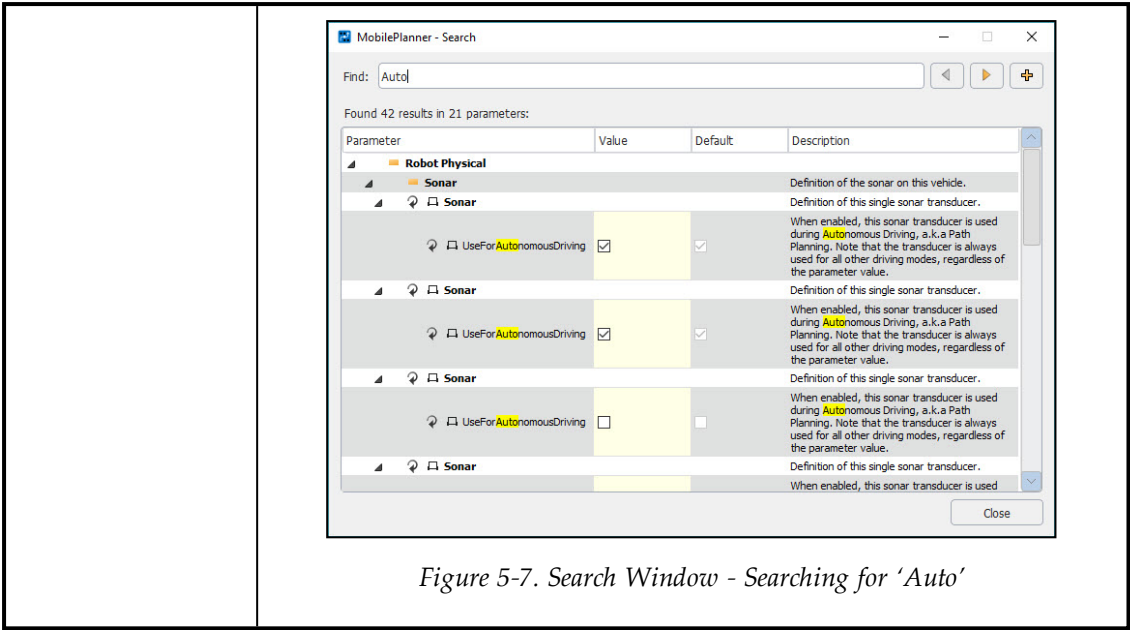 MobilePlanner - Search
Find: Auto
Found 42 results in 21 parameters:
Parameter Value Default Description
Robot Physical
Sonar Definition of the sonar on this vehicle.
Sonar Definition of this single sonar transducer.
UseForAutonomousDriving When enabled, this sonar transducer is used
during Autonomous Driving, a.k.a Path
Planning. Note that the transducer is always
used for all other driving modes, regardless of
the parameter value.
Sonar Definition of this single sonar transducer.
UseForAutonomousDriving When enabled, this sonar transducer is used
during Autonomous Driving, a.k.a Path
Planning. Note that the transducer is always
used for all other driving modes, regardless of
the parameter value.
Sonar Definition of this single sonar transducer.
UseForAutonomousDriving When enabled, this sonar transducer is used
during Autonomous Driving, a.k.a Path
Planning. Note that the transducer is always
used for all other driving modes, regardless of
the parameter value.
Sonar Definition of this single sonar transducer.
When enabled, this sonar transducer is used
Close
Figure 5-7. Search Window - Searching for ‘Auto’